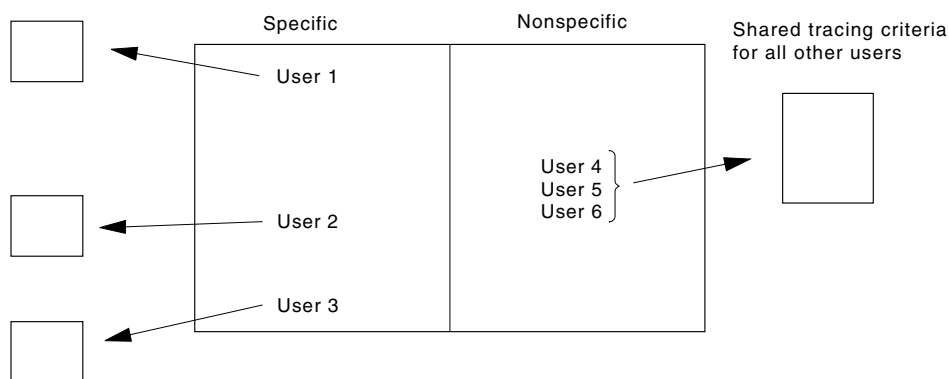 Specific
Nonspecific
Shared tracing criteria
for all other users
User 1
User 4
User 5
User 6
User 2
User 3